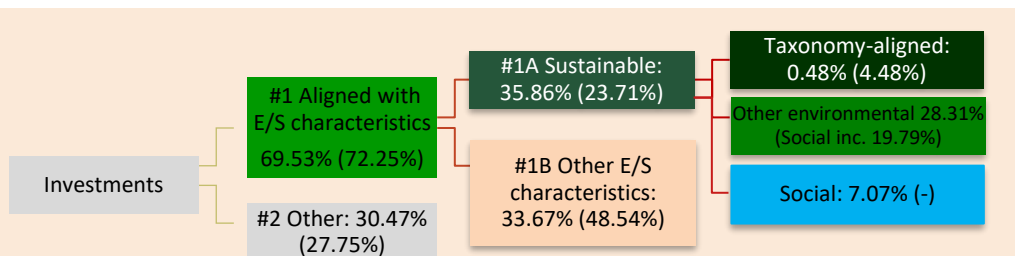 Investments
#1 Aligned with
E/S characteristics
69.53% (72.25%)
#2 Other: 30.47%
(27.75%)
#1A Sustainable:
35.86% (23.71%)
#1B Other E/S
characteristics:
33.67% (48.54%)
Taxonomy-aligned:
0.48% (4.48%)
Other environmental 28.31%
(Social inc. 19.79%)
Social: 7.07% (-)